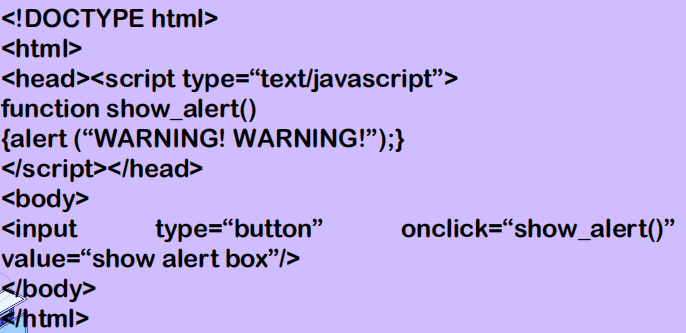 <!DOCTYPE html>
<html>
<head><script type=“text/javascript”>
function show_alert()
{alert (“WARNING! WARNING!”);}
</script></head>
<body>
<input type=“button” onclick=“show_alert()”
value=“show alert box”/>
</body>
</html>